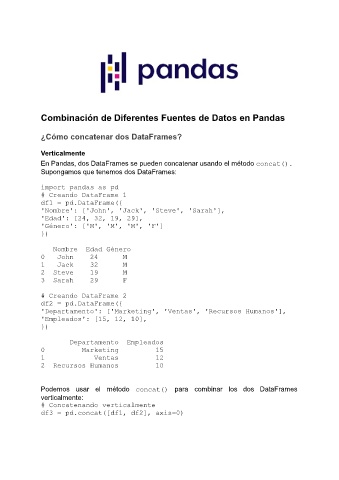 pandas
Combinación de Diferentes Fuentes de Datos en Pandas
¿Cómo concatenar dos DataFrames?
Verticalmente
En Pandas, dos DataFrames se pueden concatenar usando el método concat().
Supongamos que tenemos dos DataFrames:
import pandas as pd
# Creando DataFrame 1
df1 = pd.DataFrame({
'Nombre': ['John', 'Jack', 'Steve', 'Sarah'],
'Edad': [24, 32, 19, 29],
'Género': ['M', 'M', 'M', 'F']
})
Nombre Edad Género
0 John 24 M
1 Jack 32 M
2 Steve 19 M
3 Sarah 29 F
# Creando DataFrame 2
df2 = pd.DataFrame({
'Departamento': ['Marketing', 'Ventas', 'Recursos Humanos'],
'Empleados': [15, 12, 10],
})
Departamento Empleados
0 Marketing 15
1 Ventas 12
2 Recursos Humanos 10
Podemos usar el método concat() para combinar los dos DataFrames
verticalmente:
# Concatenando verticalmente
df3 = pd.concat([df1, df2], axis=0)